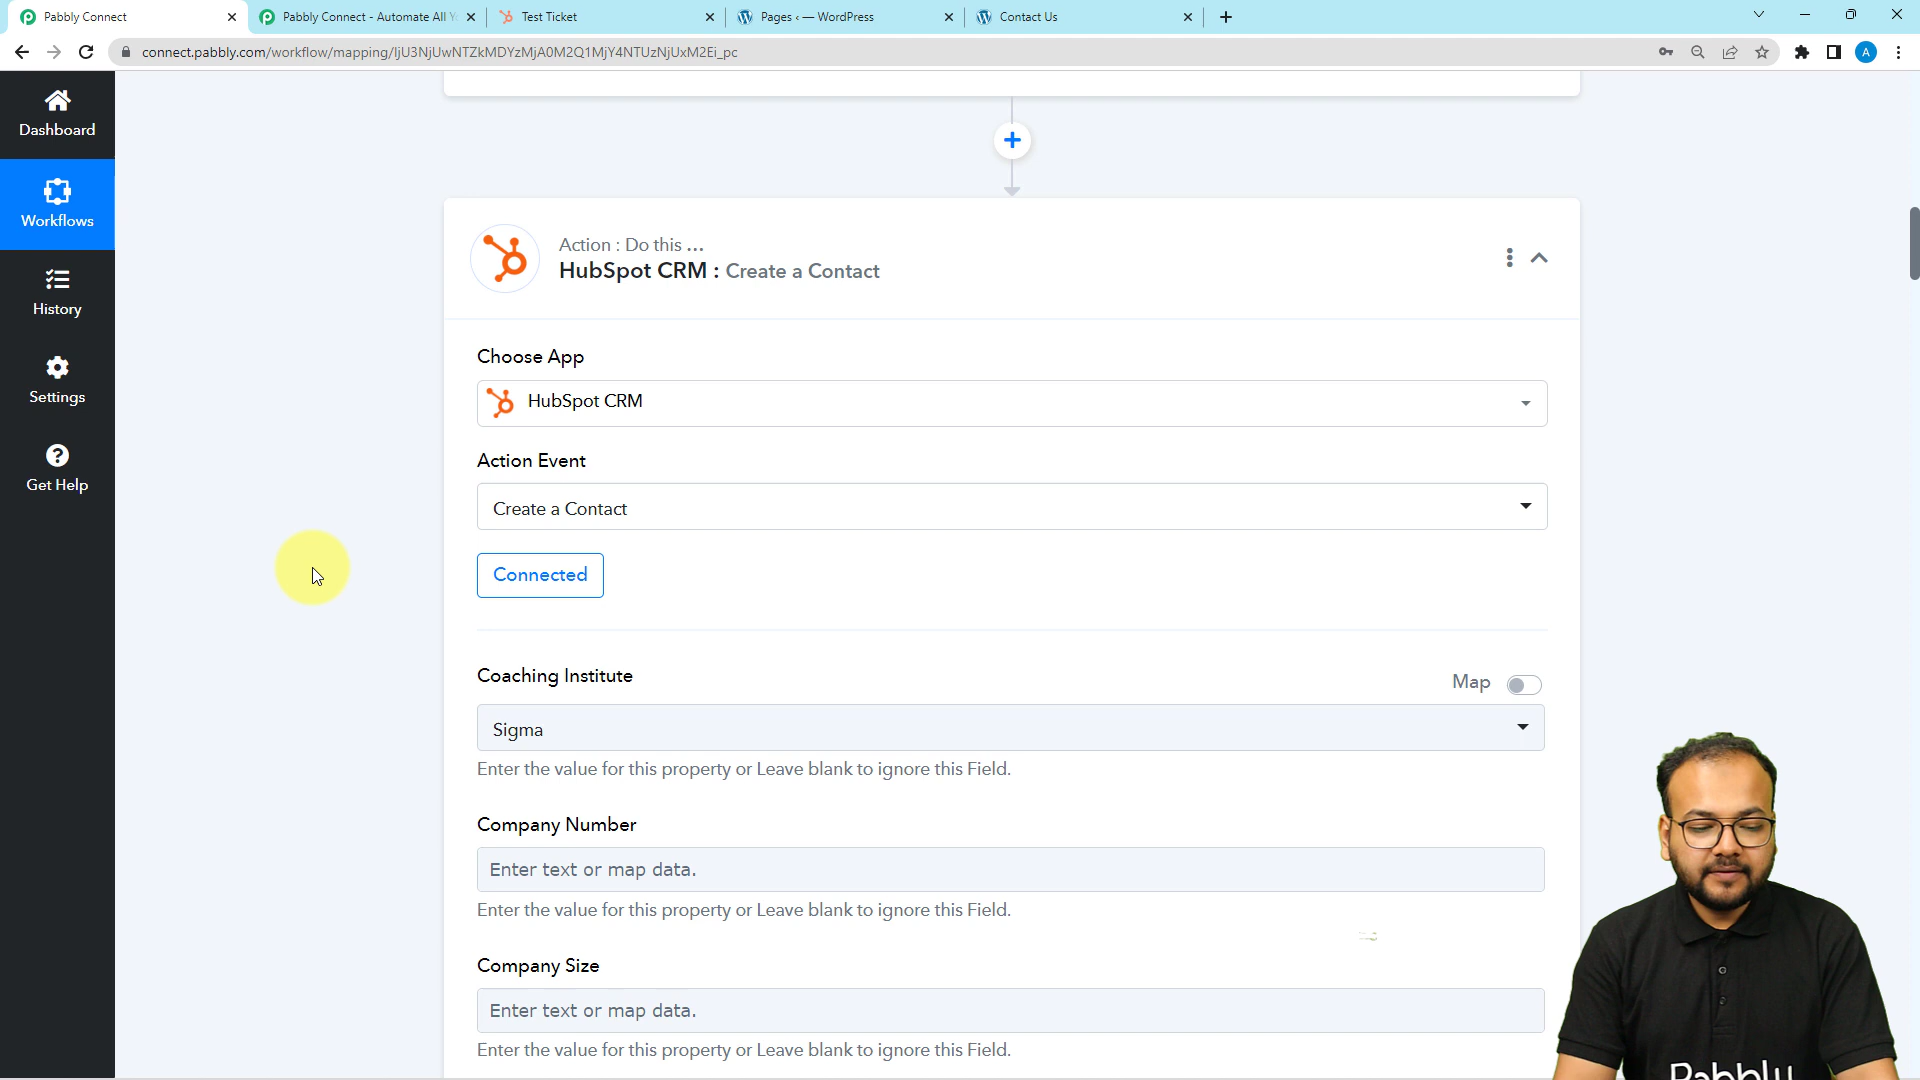 Pabbly Connect
Pabbly Connect - Automate All Yo
Test Ticket
Pages ‹ — WordPress
Contact Us
connect.pabbly.com/workflow/mapping/IjU3NjUwNTZkMDYzMjA0M2Q1MjY4NTUzNjUxM2Ei_pc
A
Dashboard
Workflows
History
Settings
Get Help
Action : Do this ...
HubSpot CRM : Create a Contact
Choose App
HubSpot CRM
Action Event
Create a Contact
Connected
Coaching Institute
Map
Sigma
Enter the value for this property or Leave blank to ignore this Field.
Company Number
Enter text or map data.
Enter the value for this property or Leave blank to ignore this Field.
Company Size
Enter text or map data.
Enter the value for this property or Leave blank to ignore this Field.
Pabbly